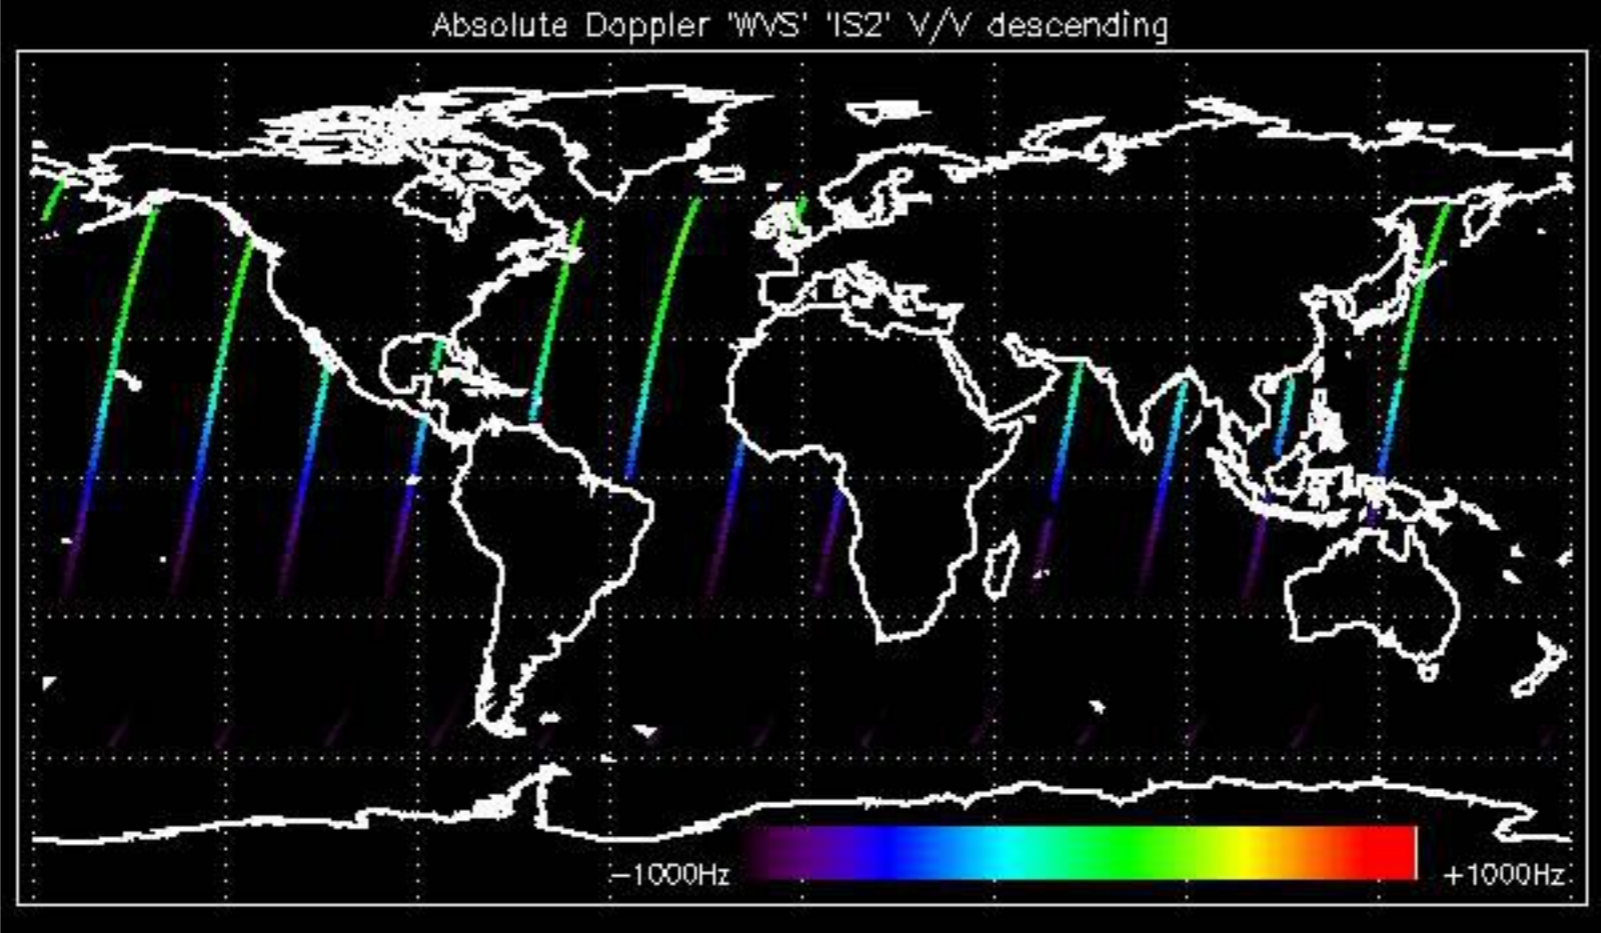 Absolute Doppler 'WVS' 'IS2' V/V descending
−1000Hz +1000Hz